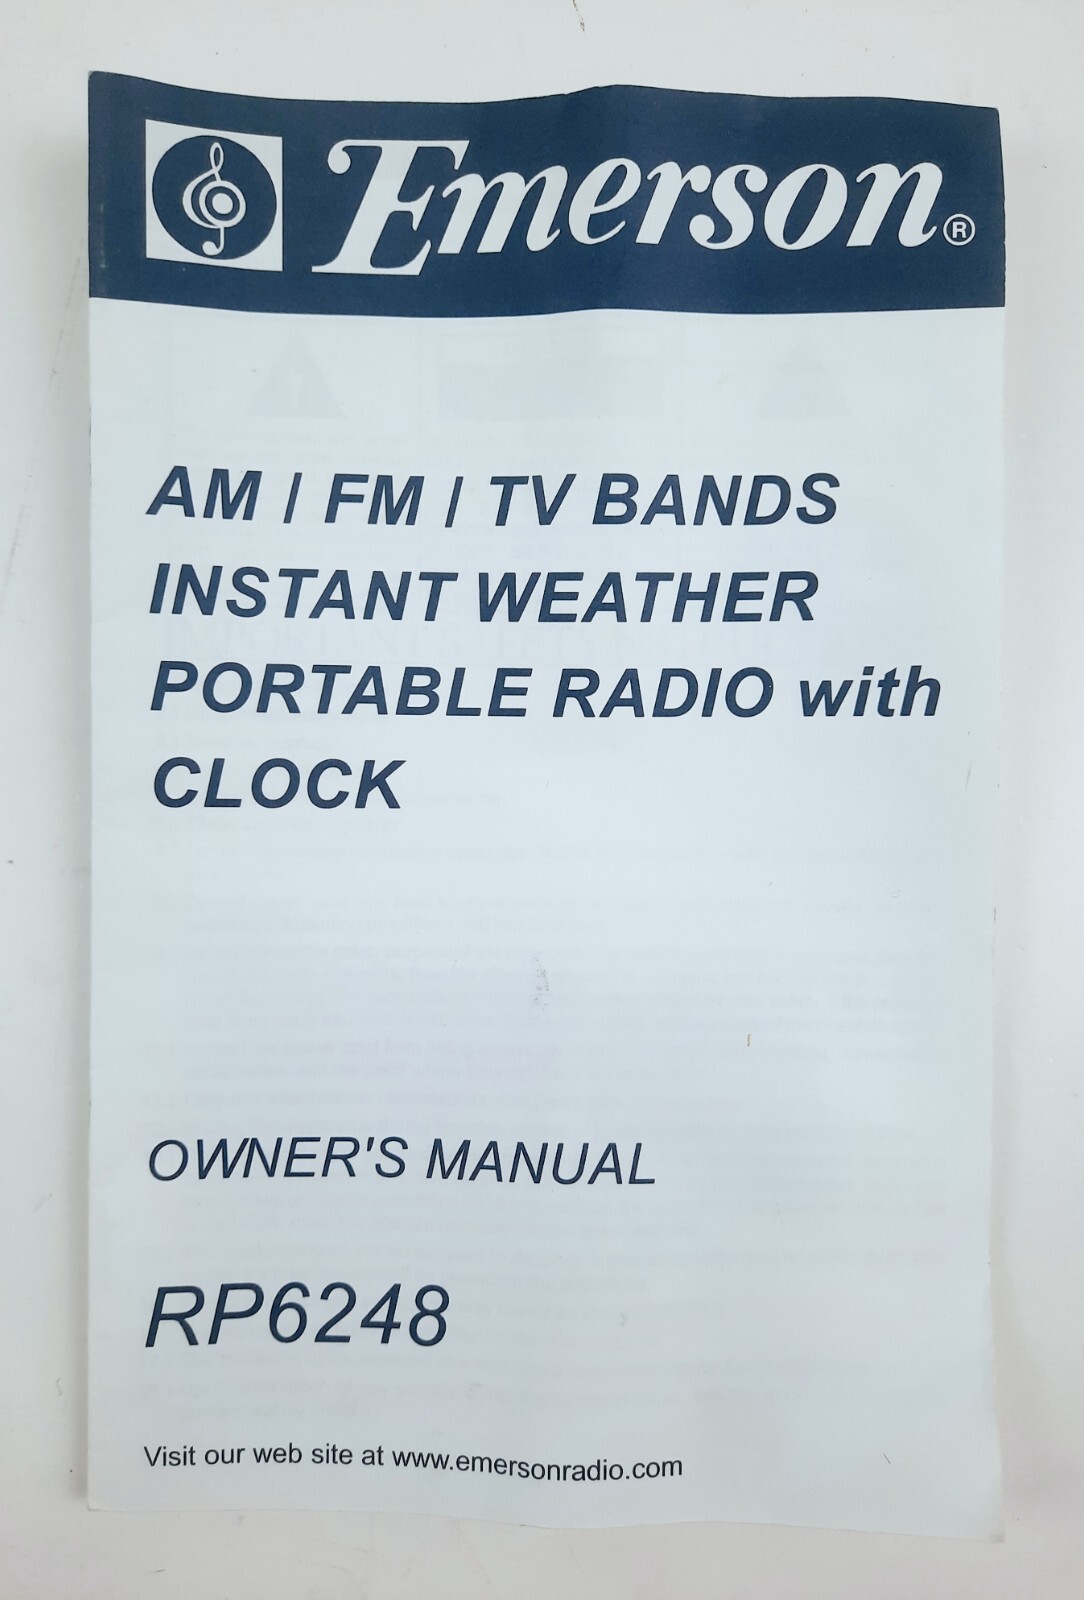 Emerson®
AM / FM / TV BANDS
INSTANT WEATHER
PORTABLE RADIO with
CLOCK
OWNER'S MANUAL
RP6248
Visit our web site at www.emersonradio.com